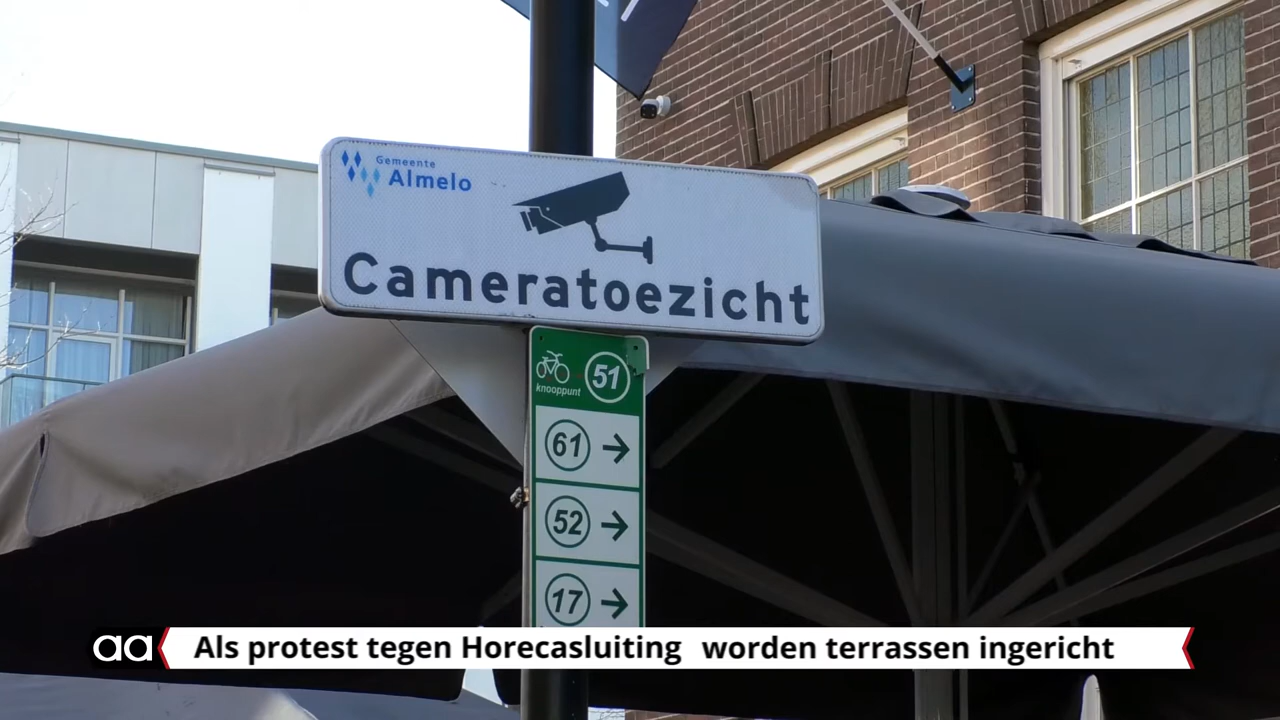 Gemeente
Almelo
Cameratoezicht
knooppunt 51
61 →
52 →
17 →
aa Als protest tegen Horecasluiting worden terrassen ingericht